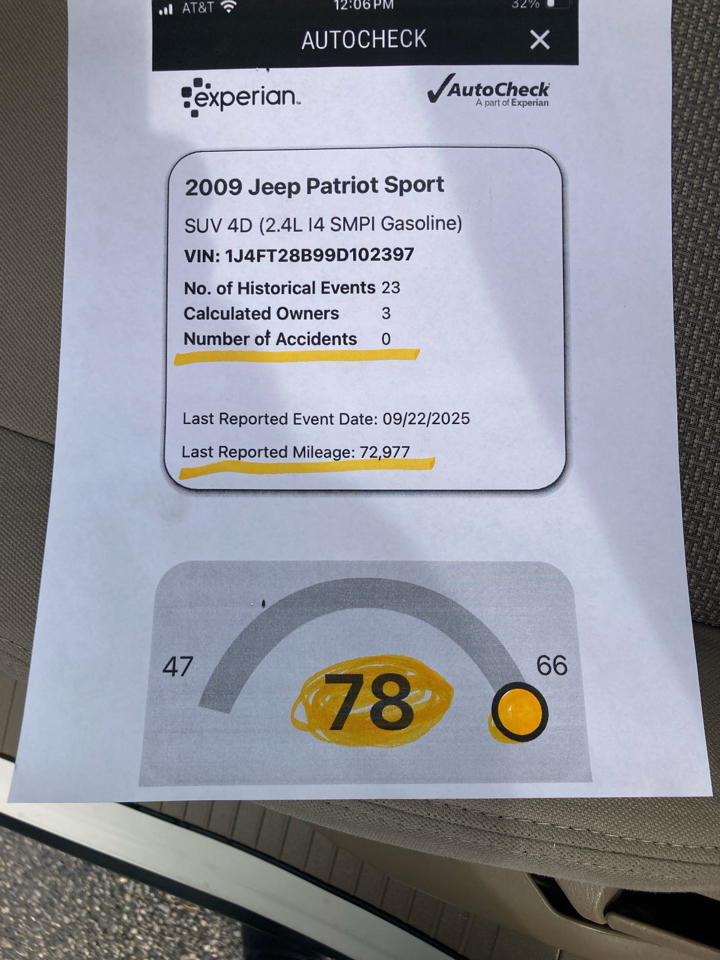 AT&T 12:06 PM 32%
AUTOCHECK ×
experian™ AutoCheck
A part of Experian
2009 Jeep Patriot Sport
SUV 4D (2.4L I4 SMPI Gasoline)
VIN: 1J4FT28B99D102397
No. of Historical Events 23
Calculated Owners 3
Number of Accidents 0
Last Reported Event Date: 09/22/2025
Last Reported Mileage: 72,977
47 66
78